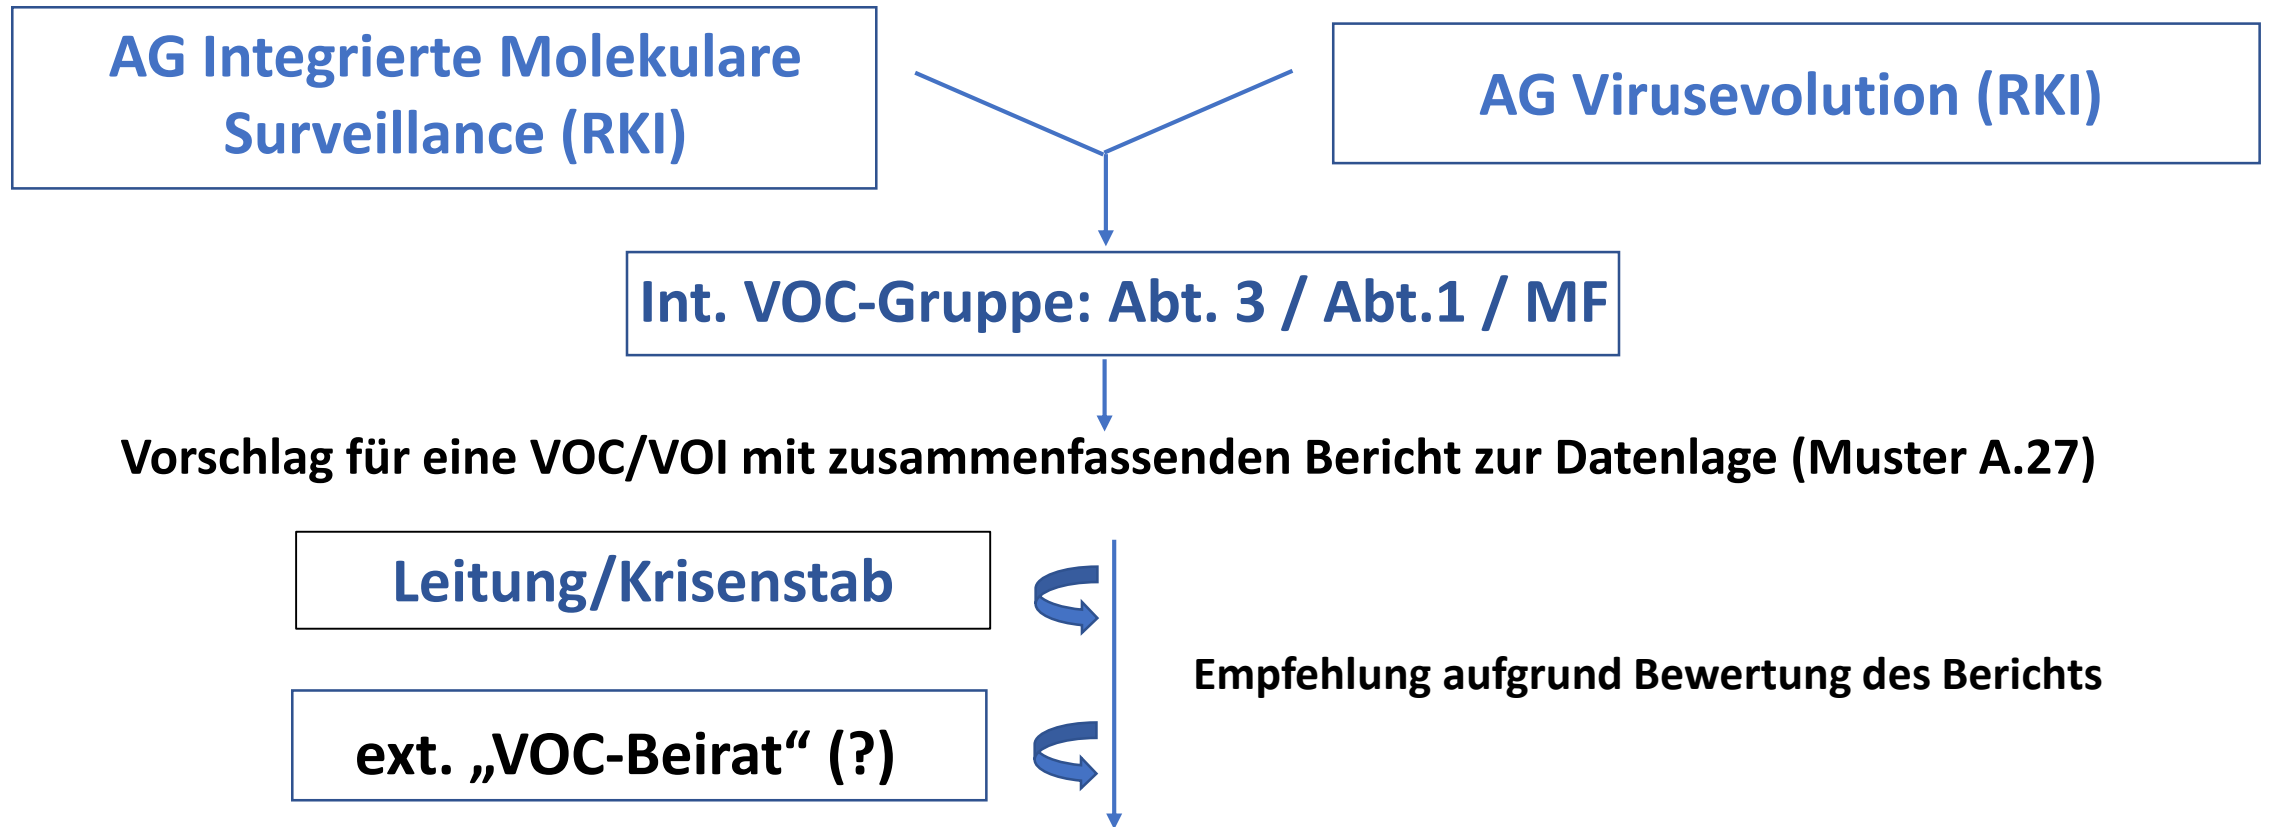 AG Integrierte Molekulare
Surveillance (RKI)
AG Virusevolution (RKI)
Int. VOC-Gruppe: Abt. 3 / Abt.1 / MF
Vorschlag für eine VOC/VOI mit zusammenfassenden Bericht zur Datenlage (Muster A.27)
Leitung/Krisenstab
Empfehlung aufgrund Bewertung des Berichts
ext. „VOC-Beirat“ (?)